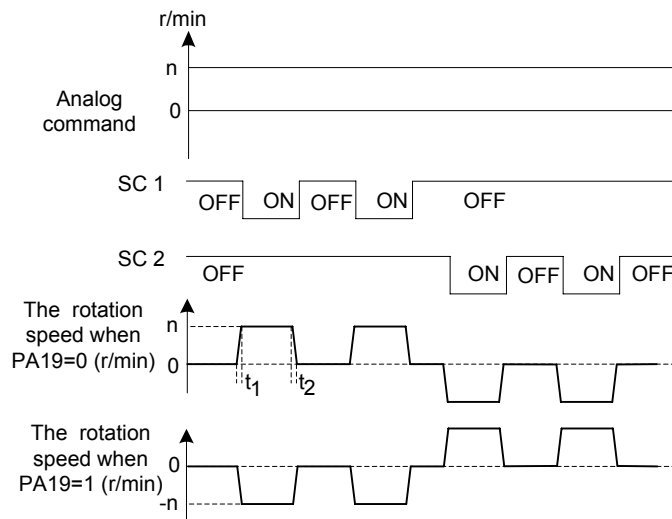 r/min
n
Analog
command
0
SC 1
OFF ON OFF ON OFF
SC 2
OFF ON OFF ON OFF
The rotation
speed when
PA19=0 (r/min)
n
0
t1 t2
The rotation
speed when
PA19=1 (r/min)
0
-n